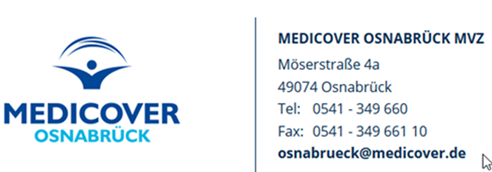 MEDICOVER
OSNABRÜCK
MEDICOVER OSNABRÜCK MVZ
Möserstraße 4a
49074 Osnabrück
Tel: 0541 - 349 660
Fax: 0541 - 349 661 10
osnabrueck@medicover.de